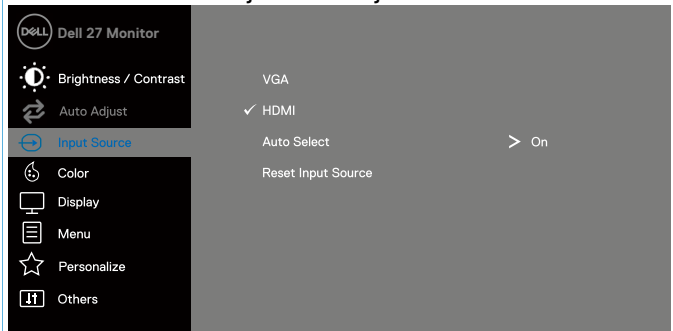 DELL Dell 27 Monitor
Brightness / Contrast
VGA
Auto Adjust
✓ HDMI
Input Source
Auto Select > On
Color
Reset Input Source
Display
Menu
Personalize
Others